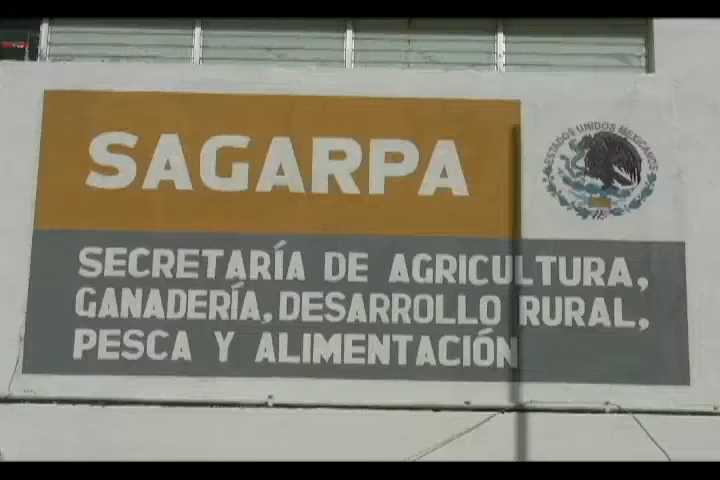 SAGARPA
ESTADOS UNIDOS MEXICANOS
SECRETARÍA DE AGRICULTURA,
GANADERÍA, DESARROLLO RURAL,
PESCA Y ALIMENTACIÓN